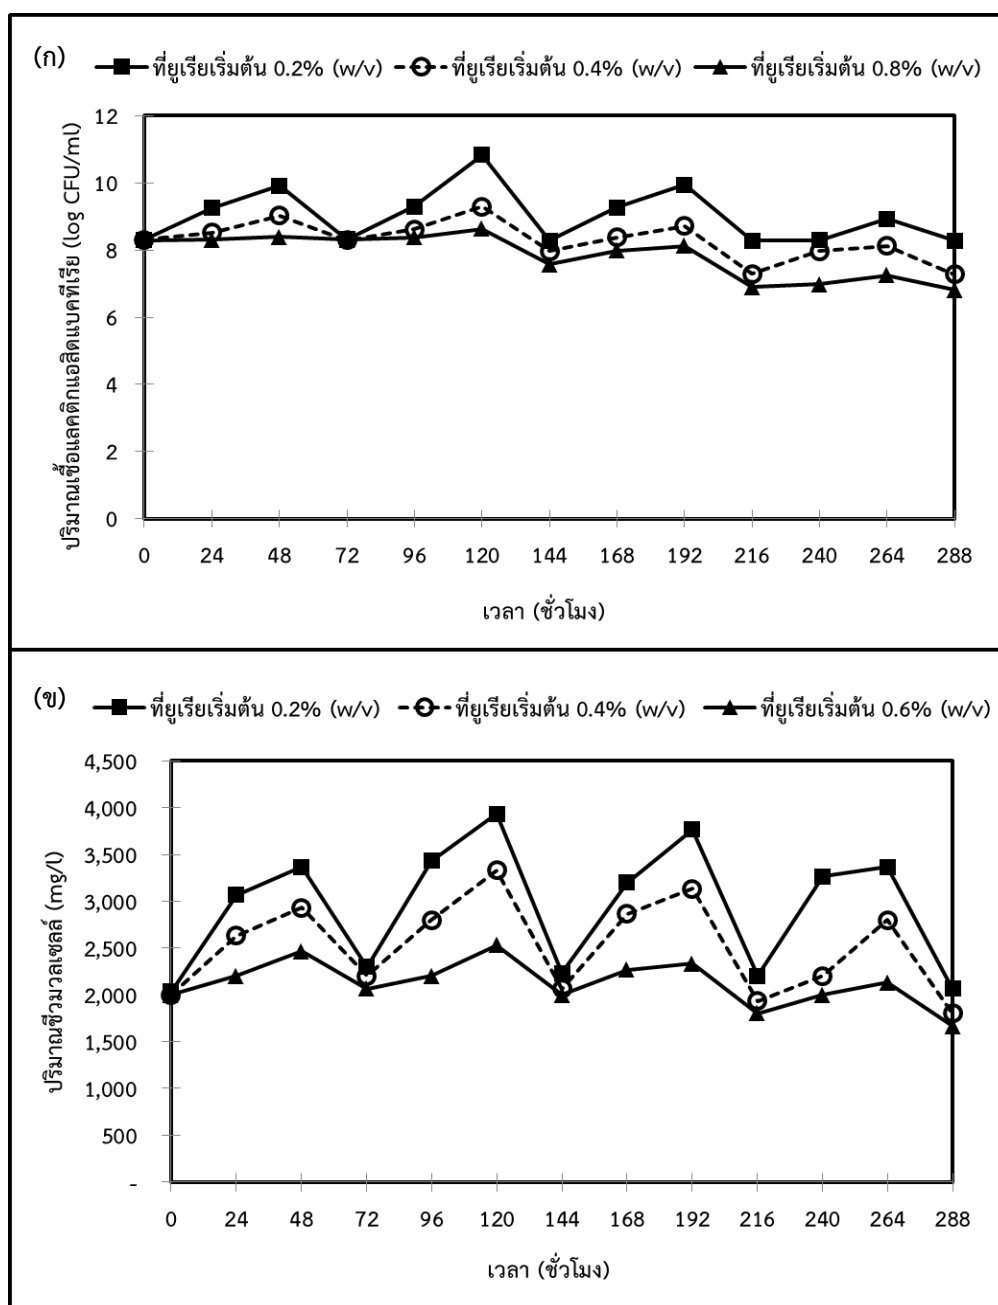 (ก)
ที่ยูเรียเริ่มต้น 0.2% (w/v) ที่ยูเรียเริ่มต้น 0.4% (w/v) ที่ยูเรียเริ่มต้น 0.8% (w/v)
ปริมาณเชื้อแลคติกแอสิดแบคทีเรีย (log CFU/ml)
12
10
8
6
4
2
0
0 24 48 72 96 120 144 168 192 216 240 264 288
เวลา (ชั่วโมง)
(ข)
ที่ยูเรียเริ่มต้น 0.2% (w/v) ที่ยูเรียเริ่มต้น 0.4% (w/v) ที่ยูเรียเริ่มต้น 0.6% (w/v)
ปริมาณชีวมวลเซลล์ (mg/l)
4,500
4,000
3,500
3,000
2,500
2,000
1,500
1,000
500
-
0 24 48 72 96 120 144 168 192 216 240 264 288
เวลา (ชั่วโมง)